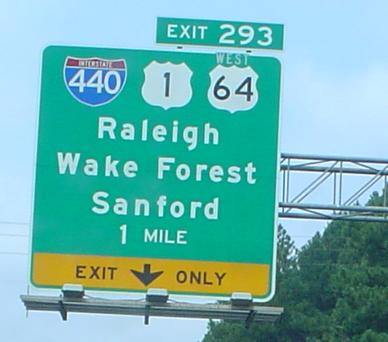 EXIT 293
WEST
INTERSTATE
440 1 64
Raleigh
Wake Forest
Sanford
1 MILE
EXIT ONLY